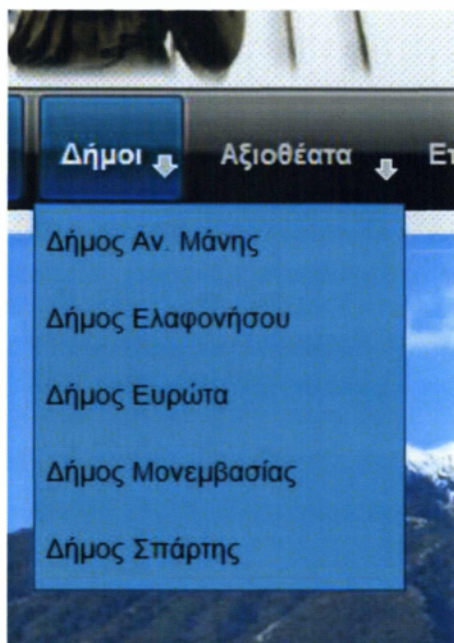 Δήμοι Αξιοθέατα
Δήμος Αν. Μάνης
Δήμος Ελαφονήσου
Δήμος Ευρώτα
Δήμος Μονεμβασίας
Δήμος Σπάρτης